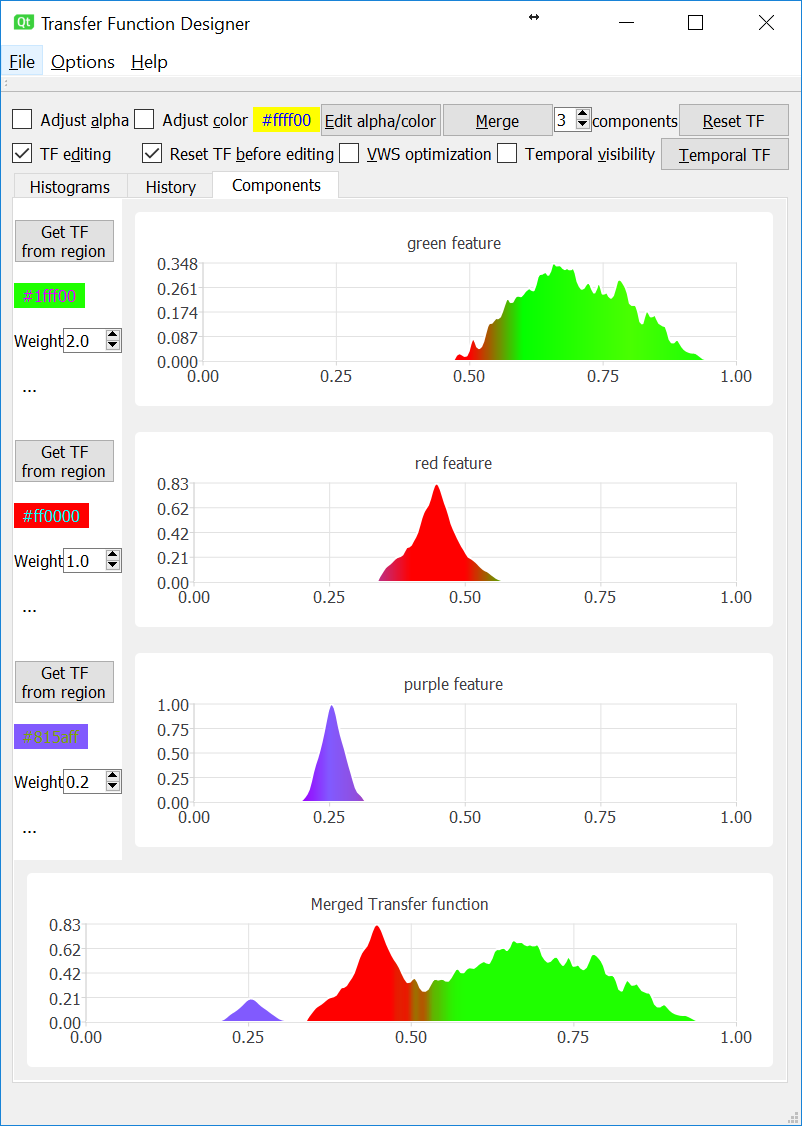 Qt Transfer Function Designer
File Options Help
Adjust alpha Adjust color #ffff00 Edit alpha/color Merge 3 components Reset TF
TF editing Reset TF before editing VWS optimization Temporal visibility Temporal TF
Histograms History Components
Get TF
from region
#1fff00
Weight 2.0
...
green feature
0.348
0.261
0.174
0.087
0.000
0.00 0.25 0.50 0.75 1.00
Get TF
from region
#ff0000
Weight 1.0
...
red feature
0.83
0.62
0.42
0.21
0.00
0.00 0.25 0.50 0.75 1.00
Get TF
from region
#815aff
Weight 0.2
...
purple feature
1.00
0.75
0.50
0.25
0.00
0.00 0.25 0.50 0.75 1.00
Merged Transfer function
0.83
0.62
0.42
0.21
0.00
0.00 0.25 0.50 0.75 1.00